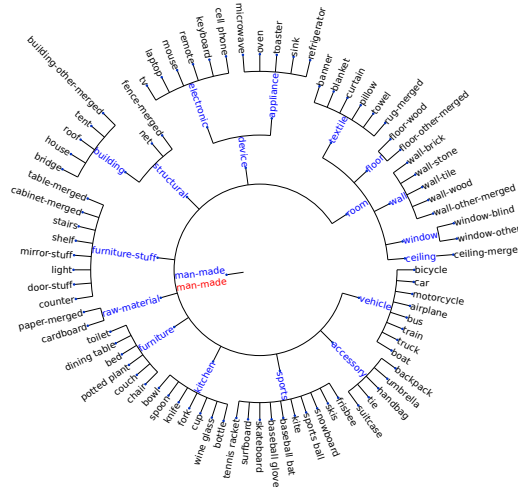 man-made
man-made
device
electronic
tv
laptop
mouse
remote
keyboard
cell phone
appliance
microwave
oven
toaster
sink
refrigerator
room
textile
banner
blanket
curtain
pillow
towel
rug-merged
floor
floor-wood
floor-other-merged
wall
wall-brick
wall-stone
wall-tile
wall-wood
wall-other-merged
window
window-blind
window-other
ceiling
ceiling-merge
vehicle
bicycle
car
motorcycle
airplane
bus
train
truck
boat
accessory
backpack
umbrella
handbag
tie
suitcase
sports
frisbee
skis
snowboard
sports ball
kite
baseball bat
baseball glove
skateboard
surfboard
tennis racket
kitchen
bottle
wine glass
cup
fork
knife
spoon
bowl
furniture
chair
couch
potted plant
bed
dining table
toilet
raw-material
cardboard
paper-merged
furniture-stuff
counter
door-stuff
light
mirror-stuff
shelf
stairs
cabinet-merged
table-merged
structural
building
bridge
house
roof
tent
building-other-merged
net
fence-merged